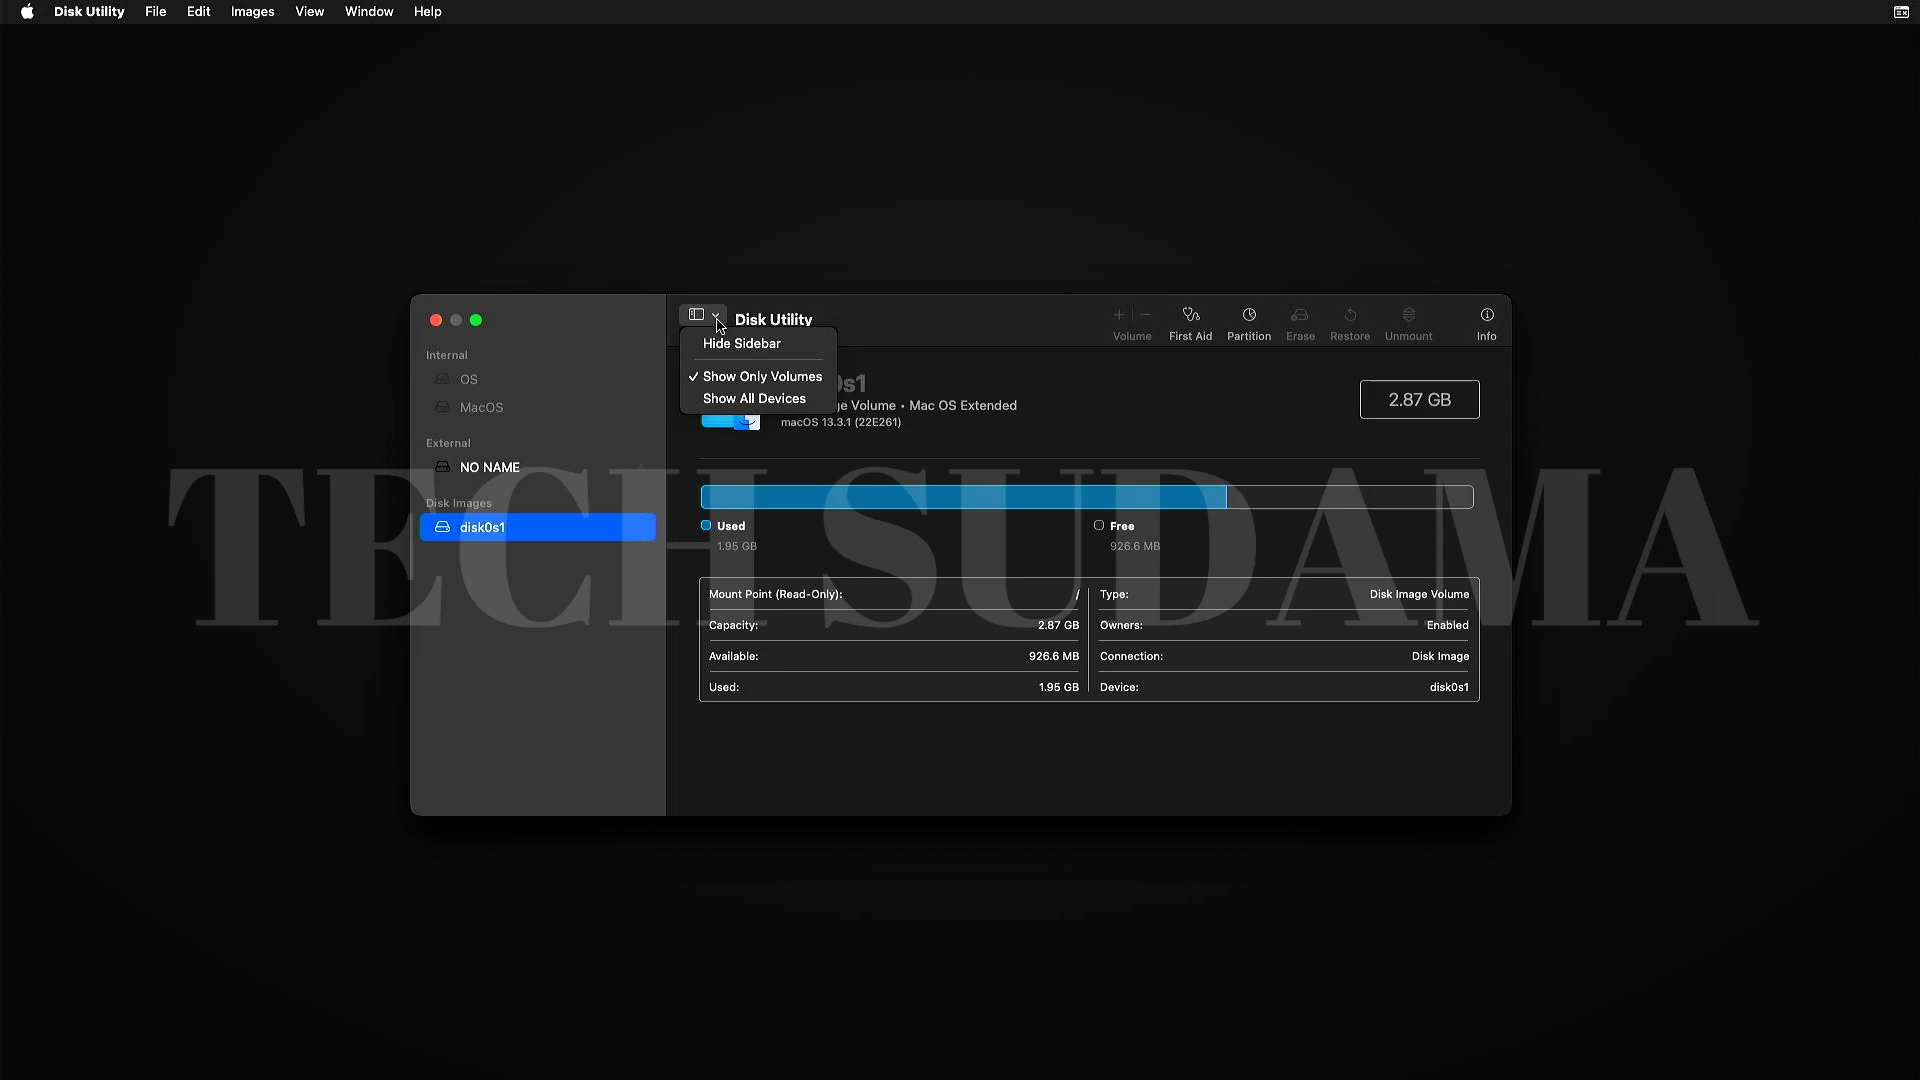 Disk Utility File Edit Images View Window Help
Disk Utility
Volume First Aid Partition Erase Restore Unmount Info
Hide Sidebar
Show Only Volumes
Show All Devices
Internal
OS
MacOS
External
NO NAME
Disk Images
disk0s1
0s1
ge Volume • Mac OS Extended
macOS 13.3.1 (22E261)
2.87 GB
TECH SUDAMA
Used
1.95 GB
Free
926.6 MB
Mount Point (Read-Only): /
Type: Disk Image Volume
Capacity: 2.87 GB
Owners: Enabled
Available: 926.6 MB
Connection: Disk Image
Used: 1.95 GB
Device: disk0s1